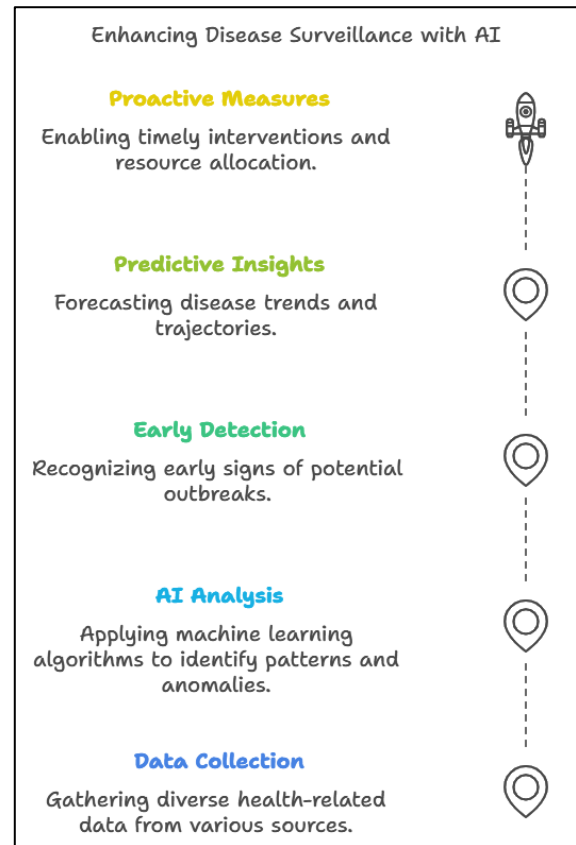 Enhancing Disease Surveillance with AI
Proactive Measures
Enabling timely interventions and
resource allocation.
Predictive Insights
Forecasting disease trends and
trajectories.
Early Detection
Recognizing early signs of potential
outbreaks.
AI Analysis
Applying machine learning
algorithms to identify patterns and
anomalies.
Data Collection
Gathering diverse health-related
data from various sources.